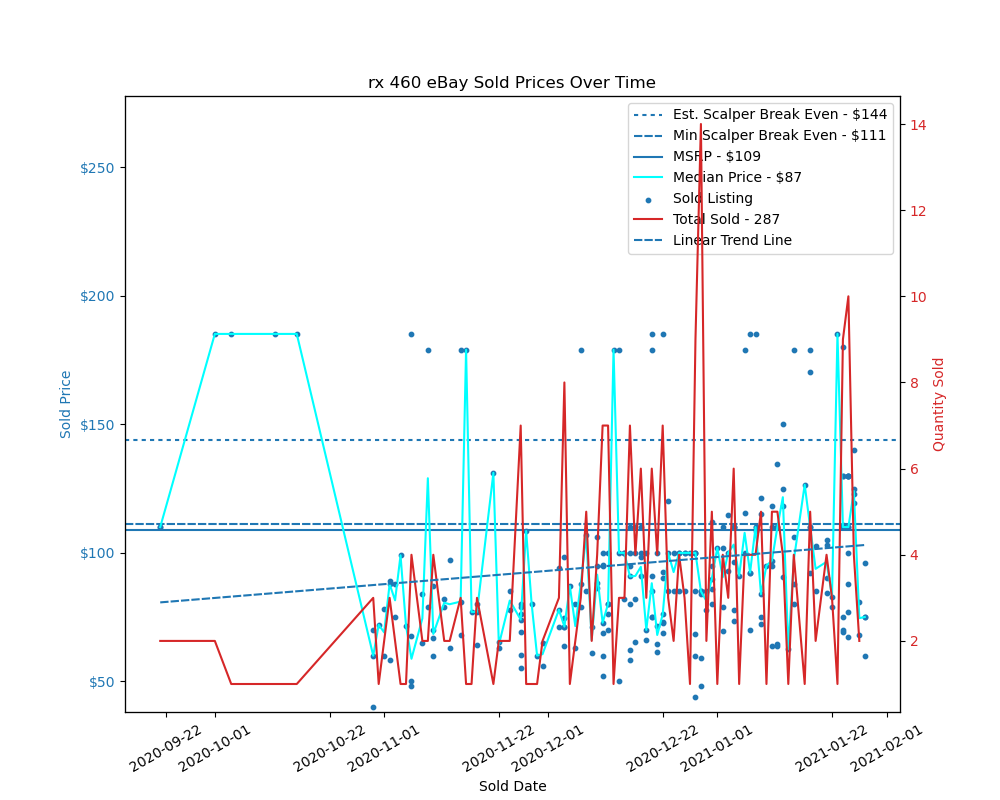 rx 460 eBay Sold Prices Over Time
Est. Scalper Break Even - $144
Min Scalper Break Even - $111
MSRP - $109
Median Price - $87
Sold Listing
Total Sold - 287
Linear Trend Line
$250
$200
$150
$100
$50
Sold Price
14
12
10
8
6
4
2
Quantity Sold
2020-09-22
2020-10-01
2020-10-22
2020-11-01
2020-11-22
2020-12-01
2020-12-22
2021-01-01
2021-01-22
2021-02-01
Sold Date